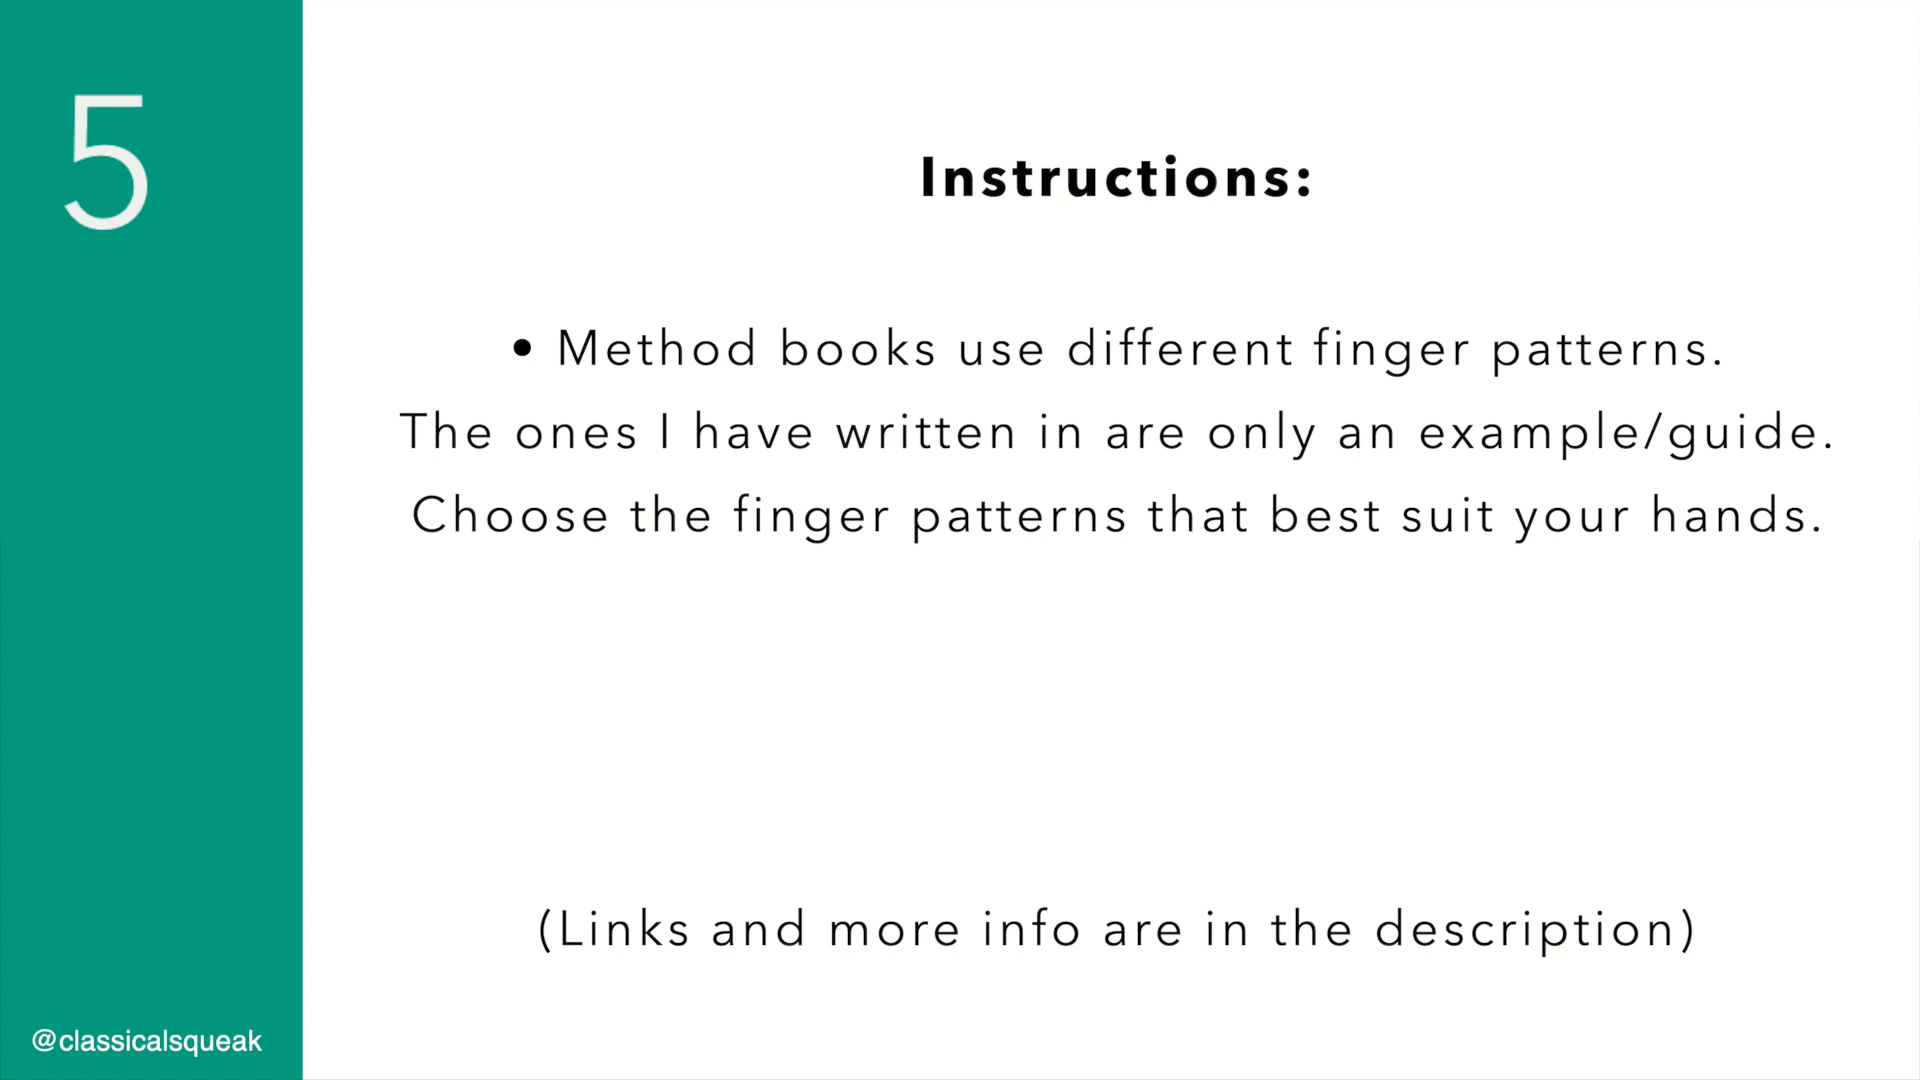 5
Instructions:
• Method books use different finger patterns.
The ones I have written in are only an example/guide.
Choose the finger patterns that best suit your hands.
(Links and more info are in the description)
@classicalsqueak